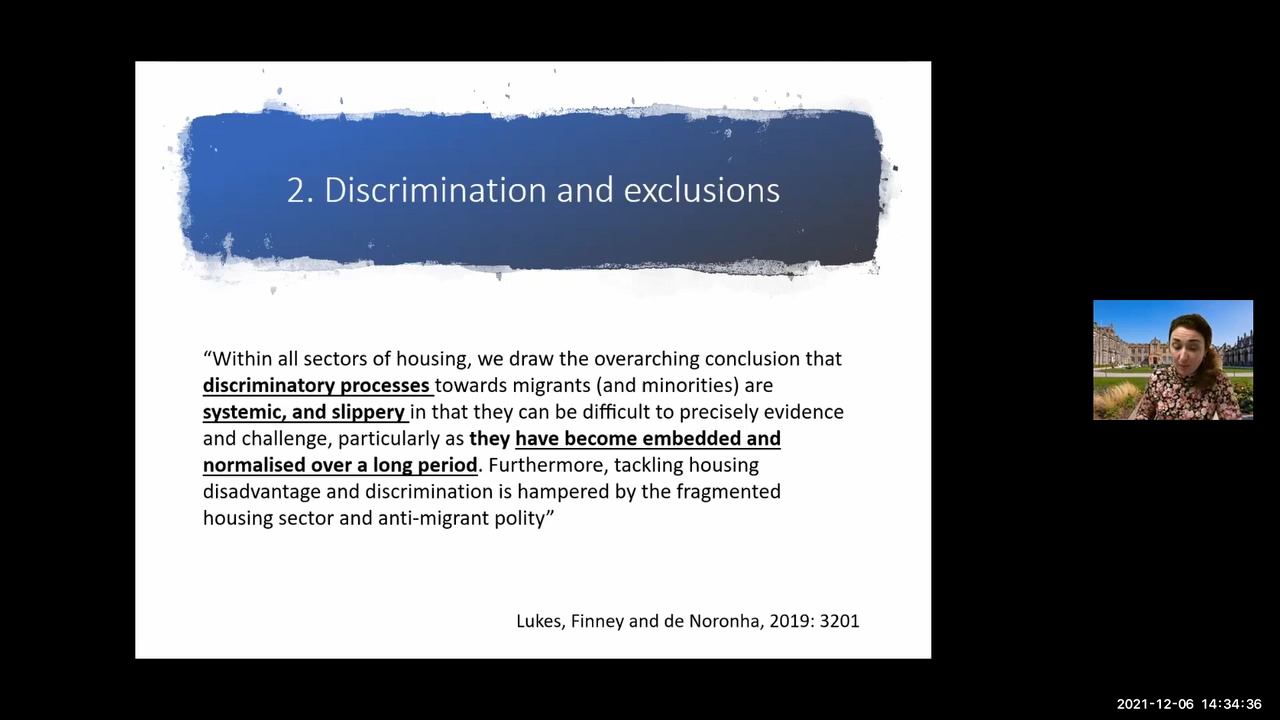 2. Discrimination and exclusions
“Within all sectors of housing, we draw the overarching conclusion that
discriminatory processes towards migrants (and minorities) are
systemic, and slippery in that they can be difficult to precisely evidence
and challenge, particularly as they have become embedded and
normalised over a long period. Furthermore, tackling housing
disadvantage and discrimination is hampered by the fragmented
housing sector and anti-migrant polity”
Lukes, Finney and de Noronha, 2019: 3201
2021-12-06 14:34:36